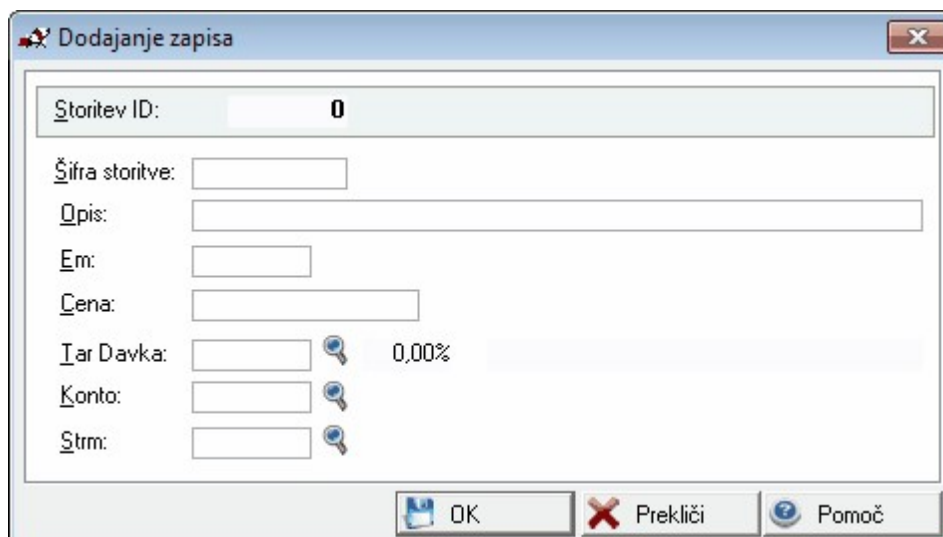 Dodajanje zapisa
Storitev ID: 0
Šifra storitve:
Opis:
Em:
Cena:
Tar Davka: 0,00%
Konto:
Strm:
OK Prekliči Pomoč